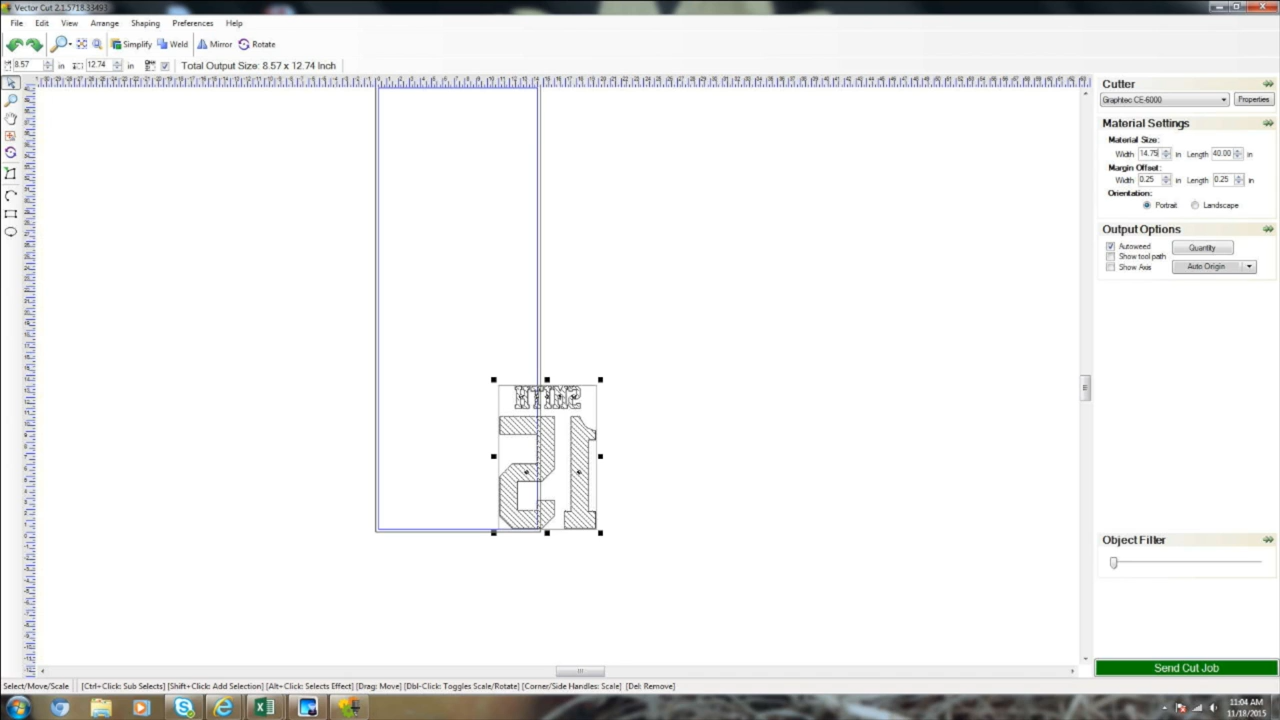 Vector Cut 2.1.5718.33493
File Edit View Arrange Shaping Preferences Help
Simplify Weld Mirror Rotate
8.57 in 12.74 in Total Output Size: 8.57 x 12.74 Inch
Cutter
Graphtec CE-6000 Properties
Material Settings
Material Size:
Width 14.75 in Length 40.00 in
Margin Offset:
Width 0.25 in Length 0.25 in
Orientation:
Portrait Landscape
Output Options
Autoweed Quantity
Show tool path
Show Axis Auto Origin
SMITH
21
Object Filter
Send Cut Job
Select/Move/Scale [Ctrl+Click: Sub Selects] [Shift+Click: Add Selection] [Alt+Click: Selects Effect] [Drag: Move] [Dbl-Click: Toggles Scale/Rotate] [Corner/Side Handles: Scale] [Del: Remove]
11:04 AM
11/18/2015